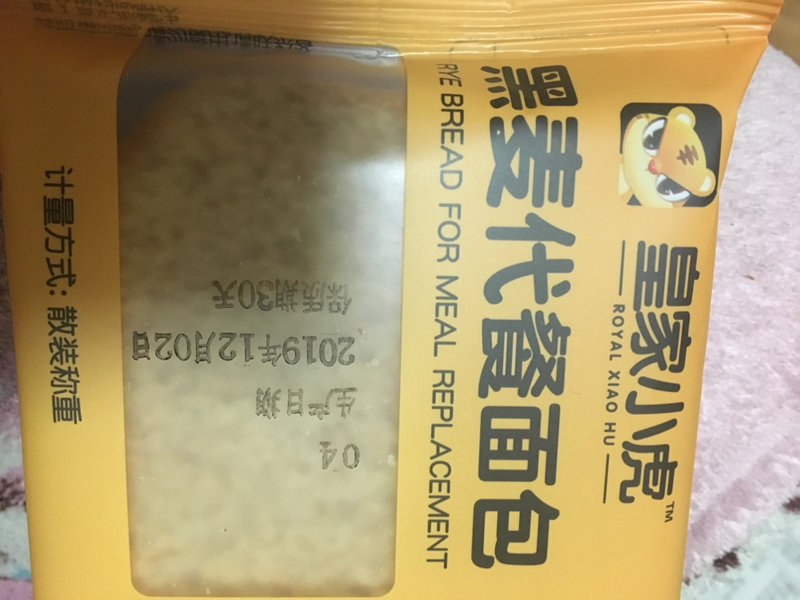 皇家小虎™
ROYAL XIAO HU
黑麦代餐面包
RYE BREAD FOR MEAL REPLACEMENT
04
生产日期
2019年12月02日
保质期30天
计量方式: 散装称重